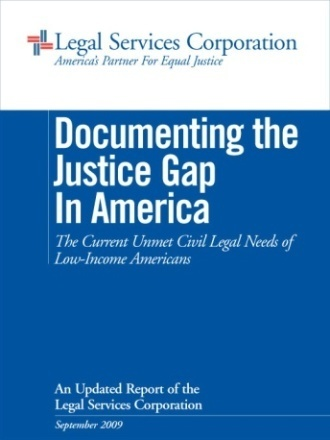 Legal Services Corporation
America's Partner For Equal Justice
Documenting the
Justice Gap
In America
The Current Unmet Civil Legal Needs of
Low-Income Americans
An Updated Report of the
Legal Services Corporation
September 2009